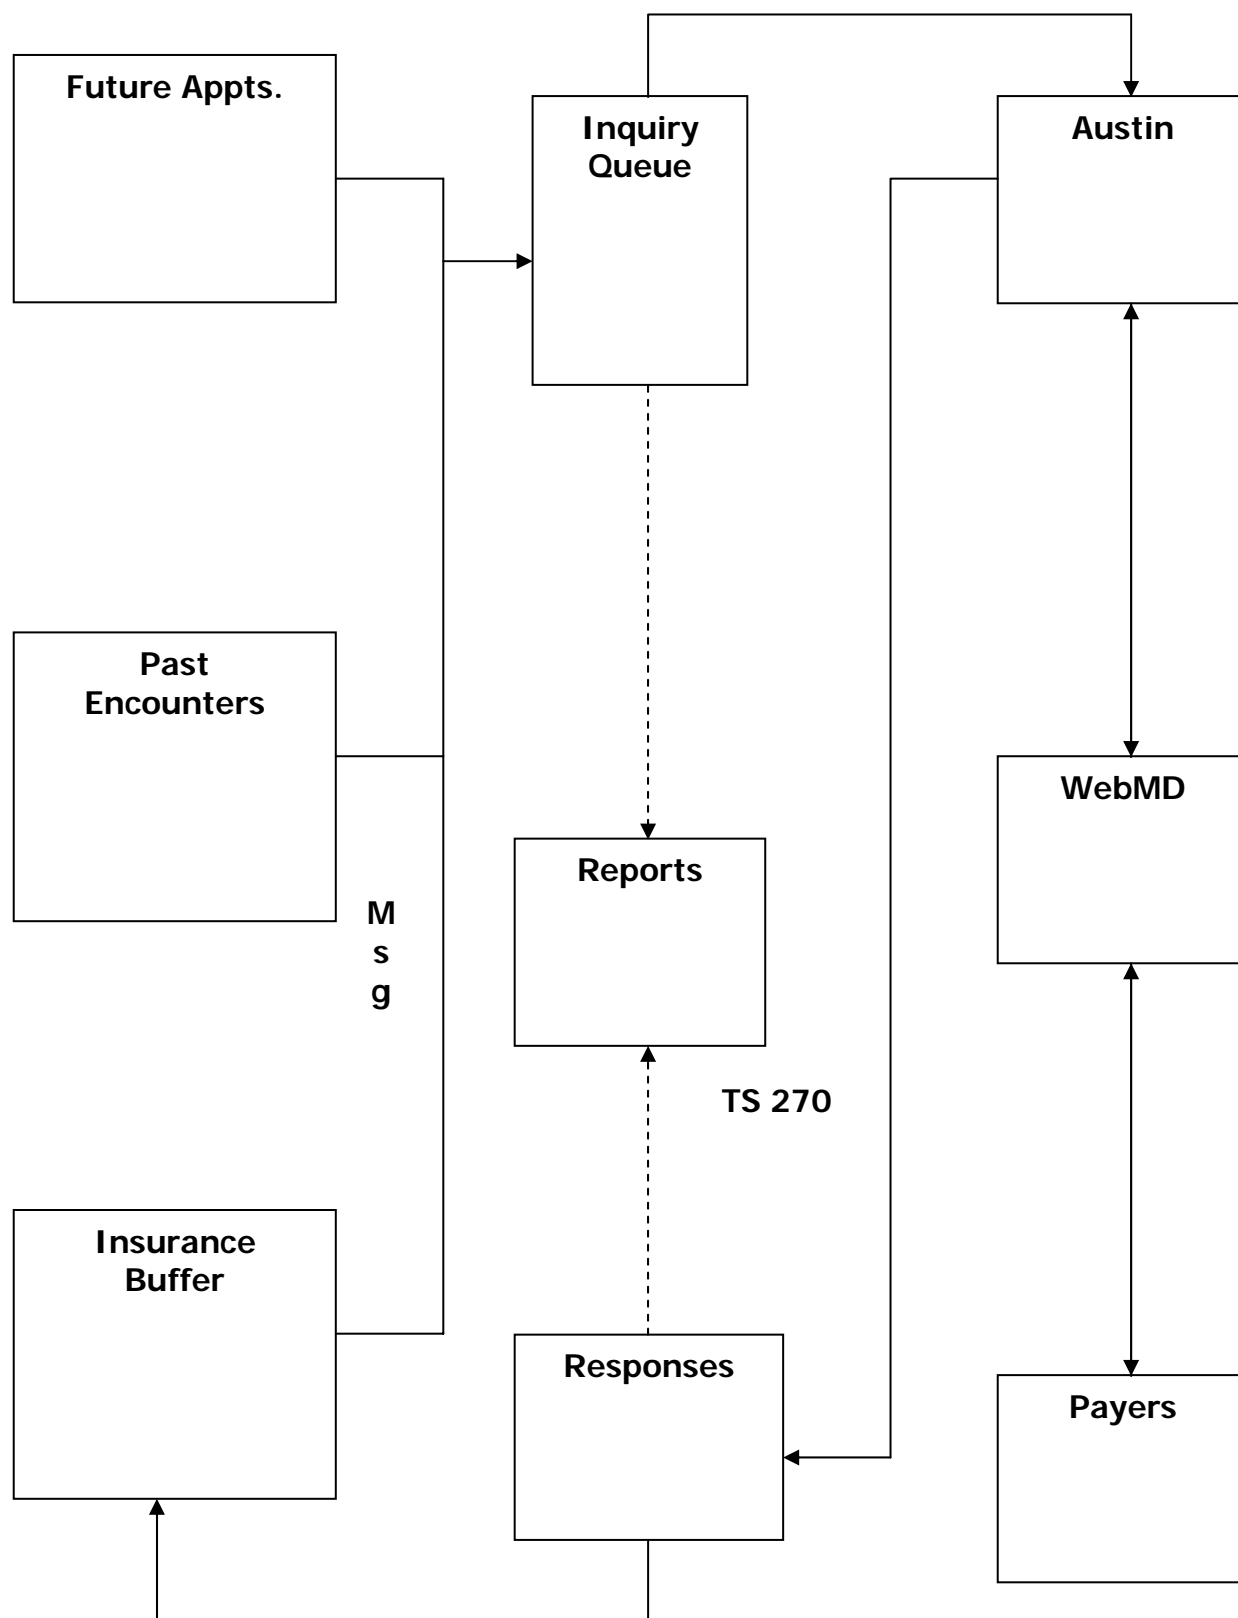 Future Appts.
Inquiry
Queue
Austin
Past
Encounters
WebMD
Reports
M
s
g
TS 270
Insurance
Buffer
Responses
Payers